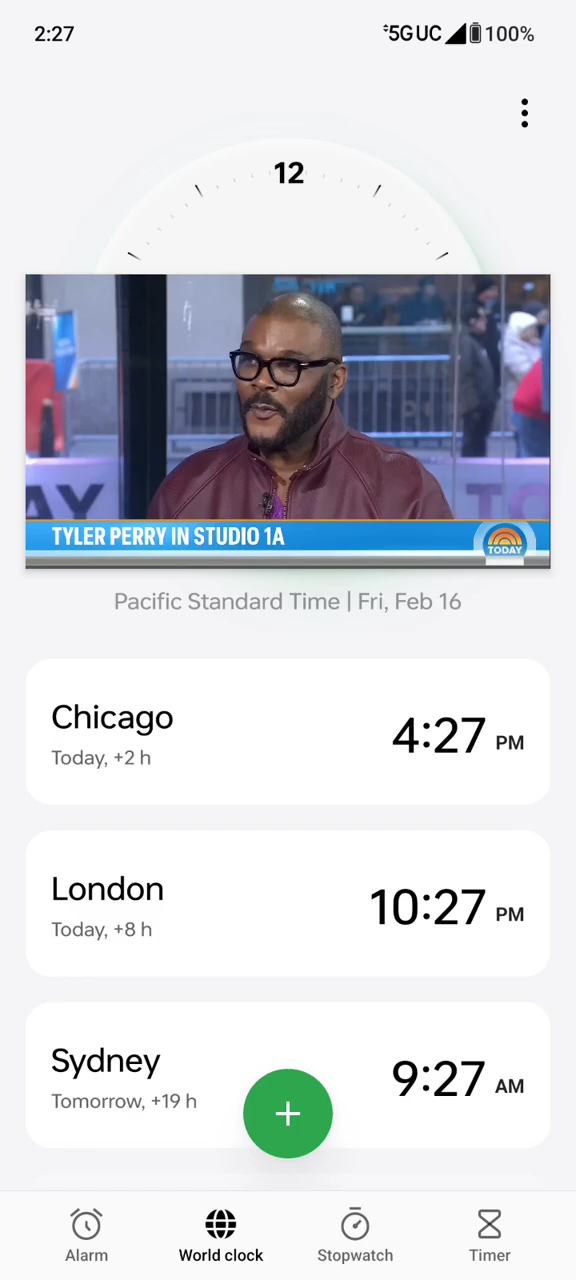 2:27
5G UC 100%
12
AY
TO
TYLER PERRY IN STUDIO 1A
TODAY
Pacific Standard Time | Fri, Feb 16
Chicago
4:27 PM
Today, +2 h
London
10:27 PM
Today, +8 h
Sydney
9:27 AM
Tomorrow, +19 h
+
Alarm
World clock
Stopwatch
Timer